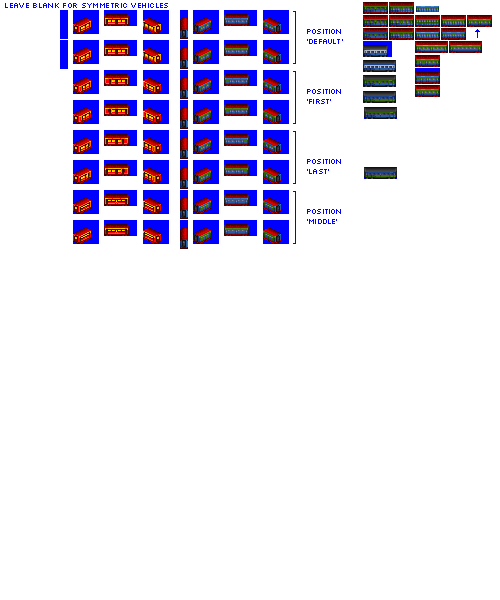 LEAVE BLANK FOR SYMMETRIC VEHICLES
POSITION
'DEFAULT'
POSITION
'FIRST'
POSITION
'LAST'
POSITION
'MIDDLE'